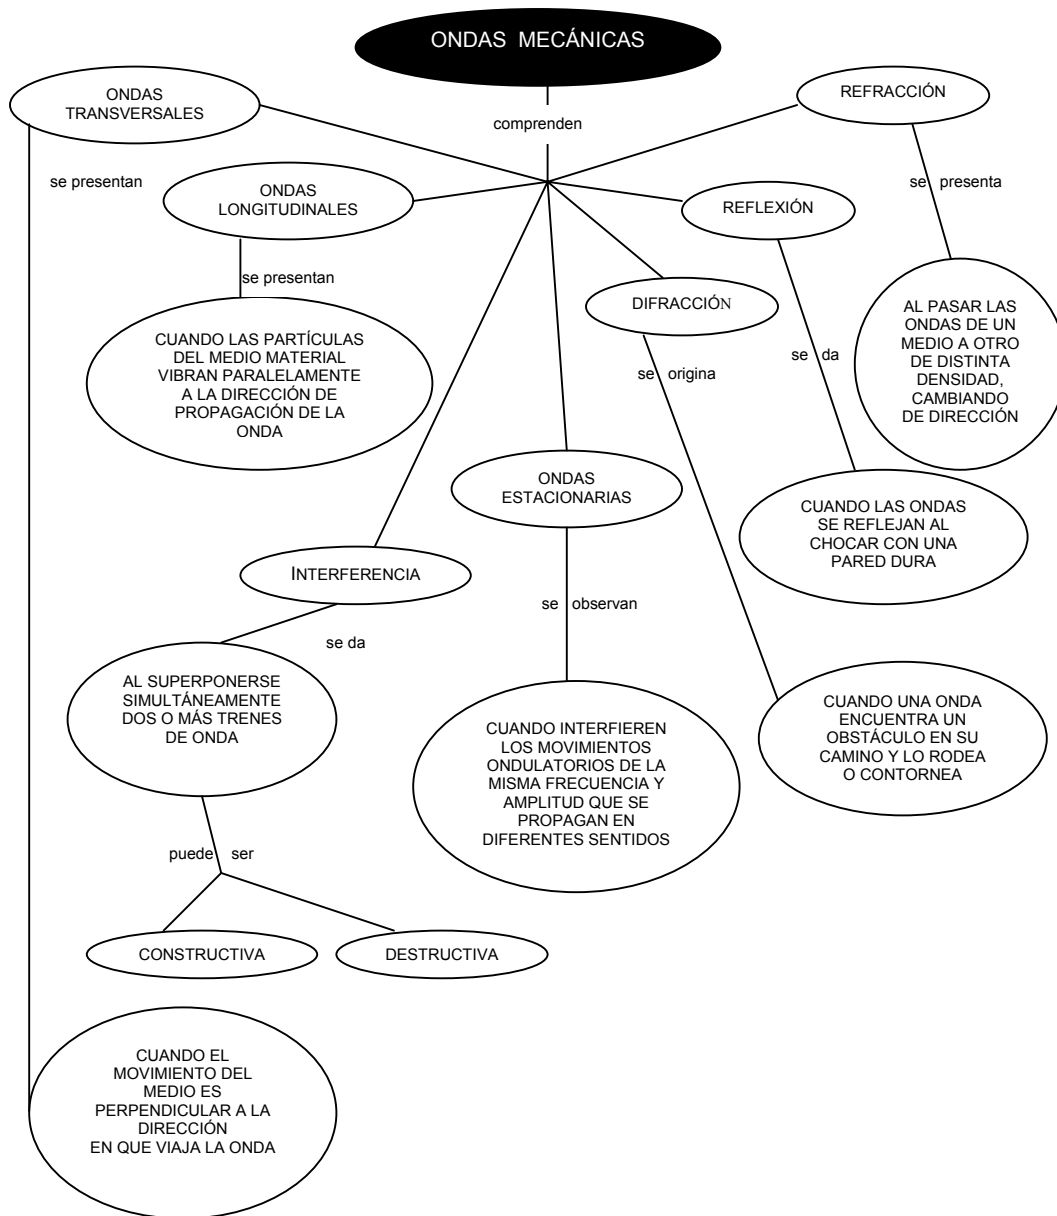 ONDAS MECÁNICAS
comprenden
ONDAS
TRANSVERSALES
se presentan
ONDAS
LONGITUDINALES
se presentan
CUANDO LAS PARTÍCULAS
DEL MEDIO MATERIAL
VIBRAN PARALELAMENTE
A LA DIRECCIÓN DE
PROPAGACIÓN DE LA
ONDA
REFRACCIÓN
se presenta
AL PASAR LAS
ONDAS DE UN
MEDIO A OTRO
DE DISTINTA
DENSIDAD,
CAMBIANDO
DE DIRECCIÓN
REFLEXIÓN
se da
CUANDO LAS ONDAS
SE REFLEJAN AL
CHOCAR CON UNA
PARED DURA
DIFRACCIÓN
se origina
CUANDO UNA ONDA
ENCUENTRA UN
OBSTÁCULO EN SU
CAMINO Y LO RODEA
O CONTORNEA
ONDAS
ESTACIONARIAS
se observan
CUANDO INTERFIEREN
LOS MOVIMIENTOS
ONDULATORIOS DE LA
MISMA FRECUENCIA Y
AMPLITUD QUE SE
PROPAGAN EN
DIFERENTES SENTIDOS
INTERFERENCIA
se da
AL SUPERPONERSE
SIMULTÁNEAMENTE
DOS O MÁS TRENES
DE ONDA
puede ser
CONSTRUCTIVA
DESTRUCTIVA
CUANDO EL
MOVIMIENTO DEL
MEDIO ES
PERPENDICULAR A LA
DIRECCIÓN
EN QUE VIAJA LA ONDA